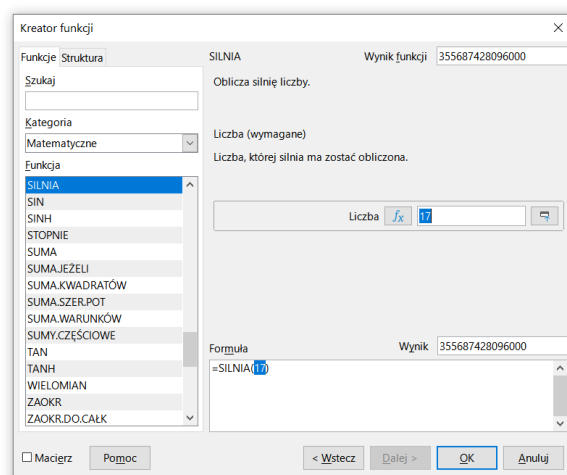 Kreator funkcji
Funkcje Struktura
Szukaj
Kategoria
Matematyczne
Funkcja
SILNIA
SIN
SINH
STOPNIE
SUMA
SUMA.JEŻELI
SUMA.KWADRATÓW
SUMA.SZER.POT
SUMA.WARUNKÓW
SUMY.CZĘŚCIOWE
TAN
TANH
WIELOMIAN
ZAOKR
ZAOKR.DO.CAŁK
SILNIA Wynik funkcji 355687428096000
Oblicza silnię liczby.
Liczba (wymagane)
Liczba, której silnia ma zostać obliczona.
Liczba fx 17
Formuła Wynik 355687428096000
=SILNIA(17)
Macierz Pomoc < Wstecz Dalej > OK Anuluj